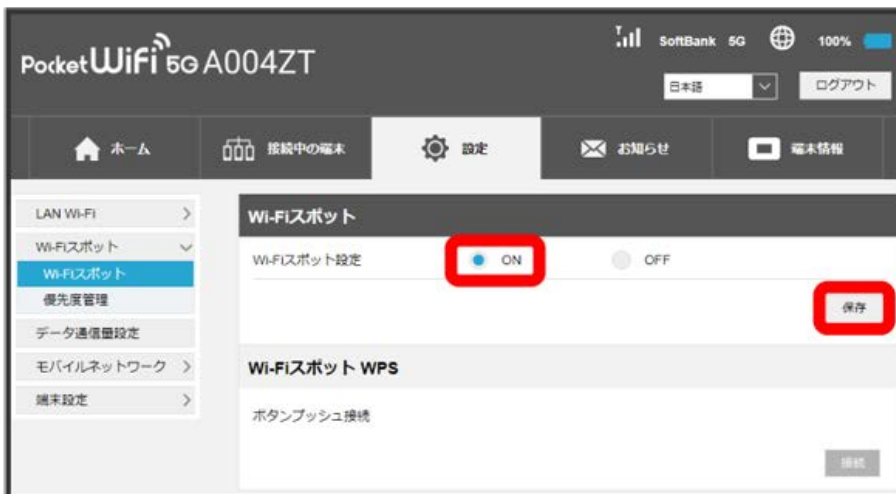 SoftBank 5G 100%
PocketWiFi 5G A004ZT
日本語 ログアウト
ホーム 接続中の端末 設定 お知らせ 端末情報
LAN Wi-Fi
Wi-Fiスポット
Wi-Fiスポット
優先度管理
データ通信量設定
モバイルネットワーク
端末設定
Wi-Fiスポット
Wi-Fiスポット設定 ON OFF
保存
Wi-Fiスポット WPS
ボタンプッシュ接続
接続